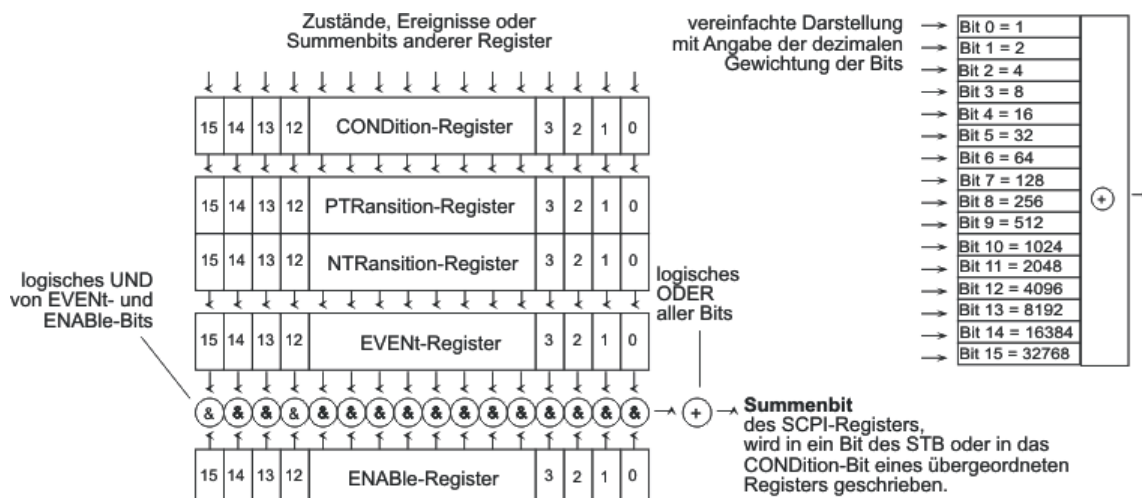 Zustände, Ereignisse oder
Summenbits anderer Register
15 14 13 12 CONDition-Register 3 2 1 0
15 14 13 12 PTRansition-Register 3 2 1 0
15 14 13 12 NTRansition-Register 3 2 1 0
logisches UND
von EVENt- und
ENABle-Bits
logisches
ODER
aller Bits
15 14 13 12 EVENt-Register 3 2 1 0
& & & & & & & & & & & & & & & & +
Summenbit
des SCPI-Registers,
wird in ein Bit des STB oder in das
CONDition-Bit eines übergeordneten
Registers geschrieben.
15 14 13 12 ENABle-Register 3 2 1 0
vereinfachte Darstellung
mit Angabe der dezimalen
Gewichtung der Bits
Bit 0 = 1
Bit 1 = 2
Bit 2 = 4
Bit 3 = 8
Bit 4 = 16
Bit 5 = 32
Bit 6 = 64
Bit 7 = 128
Bit 8 = 256
Bit 9 = 512
Bit 10 = 1024
Bit 11 = 2048
Bit 12 = 4096
Bit 13 = 8192
Bit 14 = 16384
Bit 15 = 32768
+